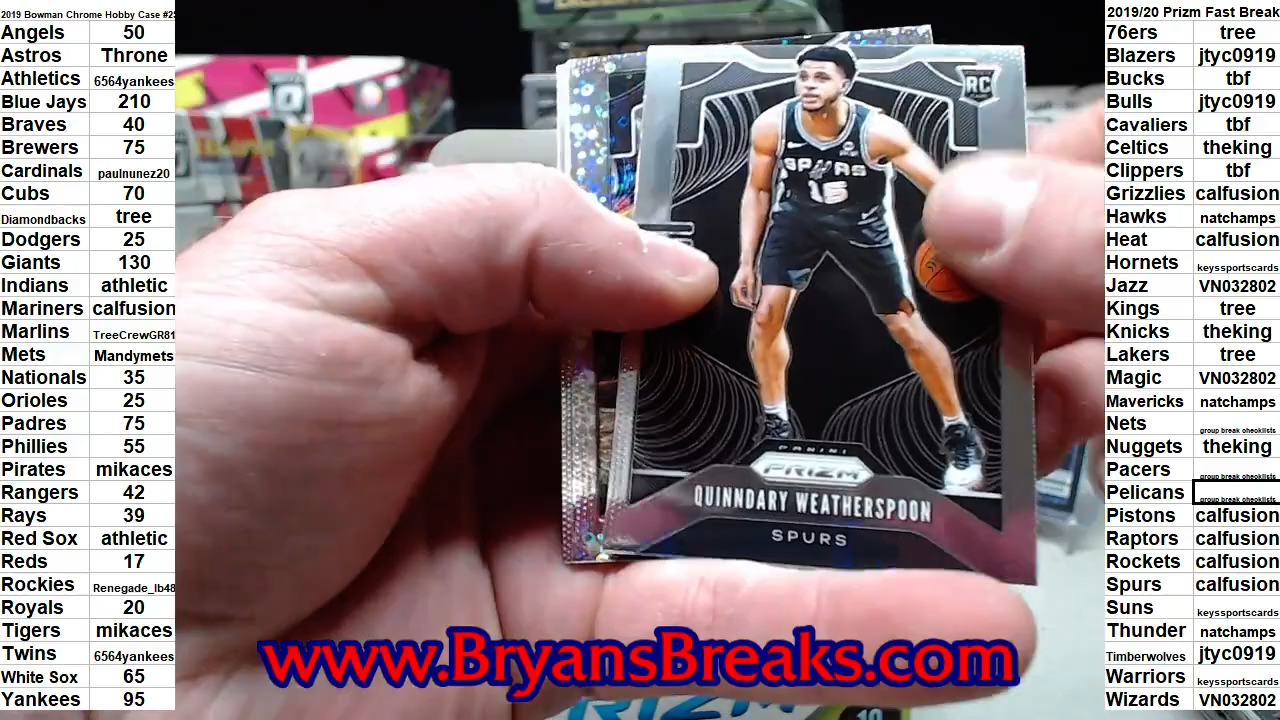 2019 Bowman Chrome Hobby Case #2
Angels 50
Astros Throne
Athletics 6564yankees
Blue Jays 210
Braves 40
Brewers 75
Cardinals paulnunez20
Cubs 70
Diamondbacks tree
Dodgers 25
Giants 130
Indians athletic
Mariners calfusion
Marlins TreeCrewGR81
Mets Mandymets
Nationals 35
Orioles 25
Padres 75
Phillies 55
Pirates mikaces
Rangers 42
Rays 39
Red Sox athletic
Reds 17
Rockies Renegade_lb48
Royals 20
Tigers mikaces
Twins 6564yankees
White Sox 65
Yankees 95
RC
SPURS
15
PANINI
PRIZM
QUINNDARY WEATHERSPOON
SPURS
www.BryansBreaks.com
10
2019/20 Prizm Fast Break
76ers tree
Blazers jtyc0919
Bucks tbf
Bulls jtyc0919
Cavaliers tbf
Celtics theking
Clippers tbf
Grizzlies calfusion
Hawks natchamps
Heat calfusion
Hornets keyssportscards
Jazz VN032802
Kings tree
Knicks theking
Lakers tree
Magic VN032802
Mavericks natchamps
Nets group break checklists
Nuggets theking
Pacers group break checklists
Pelicans group break checklists
Pistons calfusion
Raptors calfusion
Rockets calfusion
Spurs calfusion
Suns keyssportscards
Thunder natchamps
Timberwolves jtyc0919
Warriors keyssportscards
Wizards VN032802